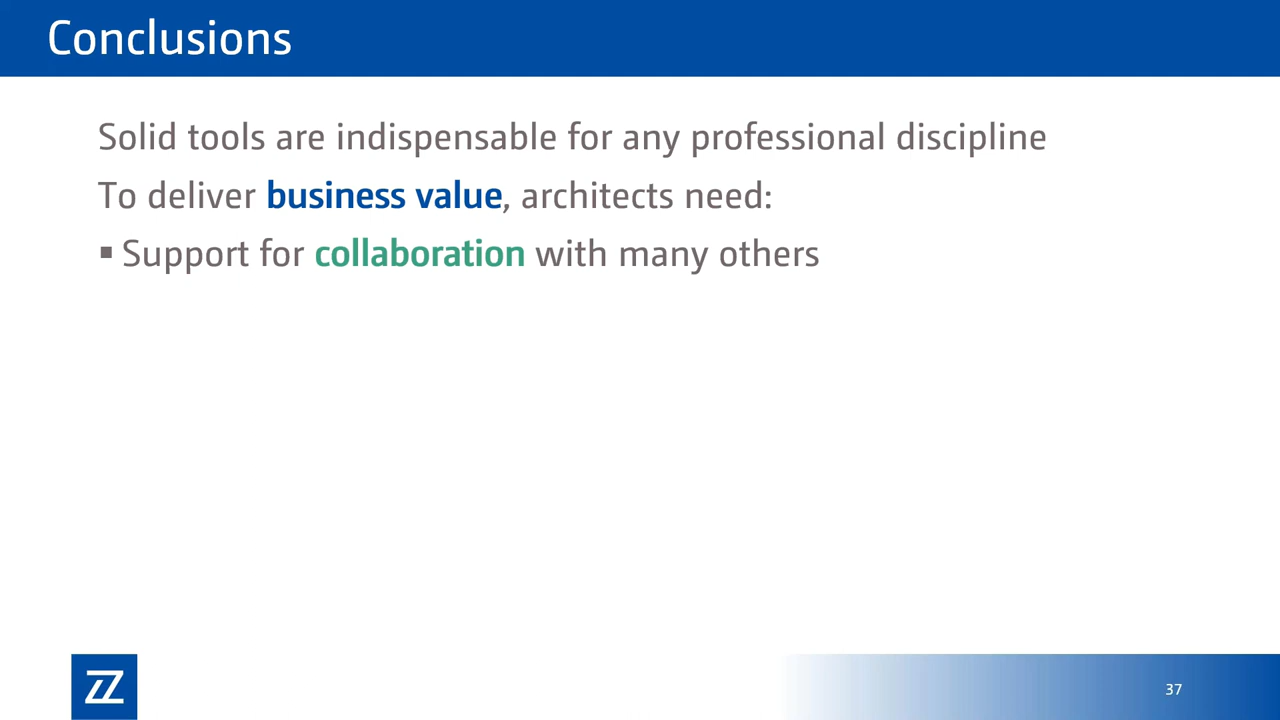 Conclusions
Solid tools are indispensable for any professional discipline
To deliver business value, architects need:
▪ Support for collaboration with many others
ZZ
37